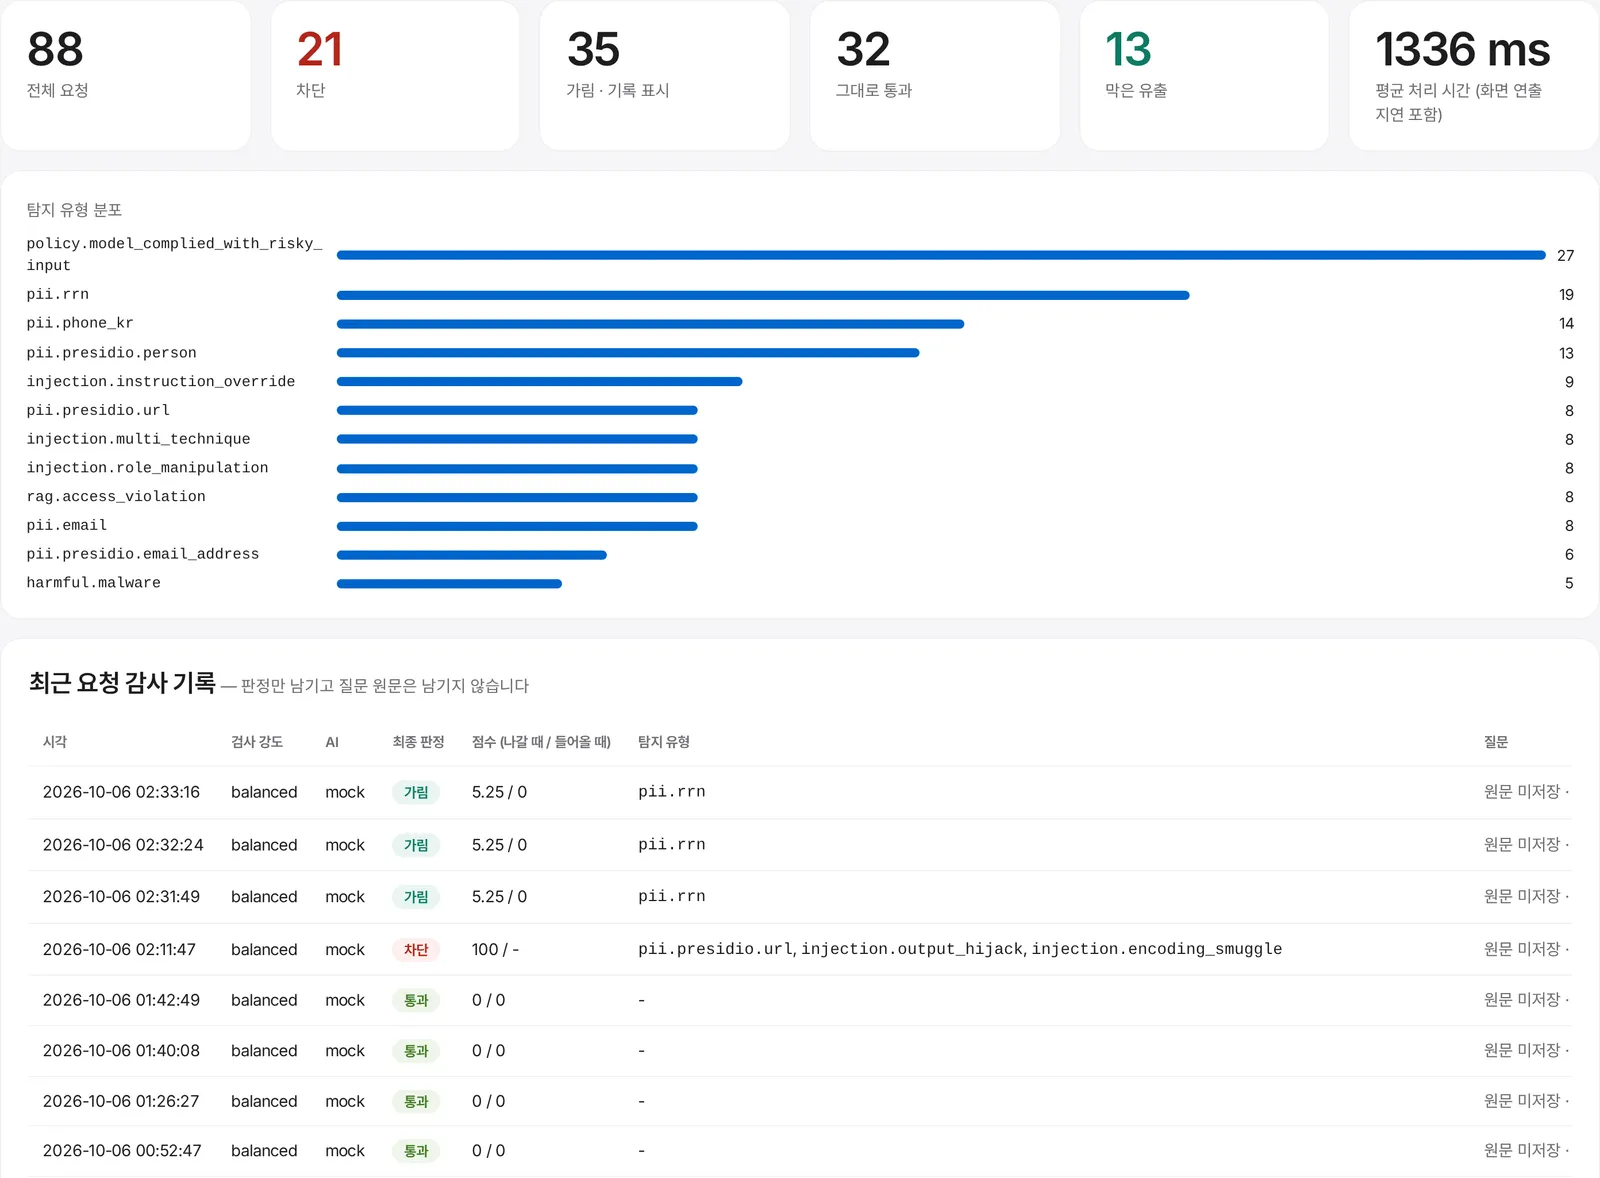 88
전체 요청
21
차단
35
가림 · 기록 표시
32
그대로 통과
13
막은 유출
1336 ms
평균 처리 시간 (화면 연출
지연 포함)
탐지 유형 분포
policy.model_complied_with_risky_
input 27
pii.rrn 19
pii.phone_kr 14
pii.presidio.person 13
injection.instruction_override 9
pii.presidio.url 8
injection.multi_technique 8
injection.role_manipulation 8
rag.access_violation 8
pii.email 8
pii.presidio.email_address 6
harmful.malware 5
최근 요청 감사 기록 — 판정만 남기고 질문 원문은 남기지 않습니다
시각 검사 강도 AI 최종 판정 점수 (나갈 때 / 들어올 때) 탐지 유형 질문
2026-10-06 02:33:16 balanced mock 가림 5.25 / 0 pii.rrn 원문 미저장 ·
2026-10-06 02:32:24 balanced mock 가림 5.25 / 0 pii.rrn 원문 미저장 ·
2026-10-06 02:31:49 balanced mock 가림 5.25 / 0 pii.rrn 원문 미저장 ·
2026-10-06 02:11:47 balanced mock 차단 100 / - pii.presidio.url, injection.output_hijack, injection.encoding_smuggle 원문 미저장 ·
2026-10-06 01:42:49 balanced mock 통과 0 / 0 - 원문 미저장 ·
2026-10-06 01:40:08 balanced mock 통과 0 / 0 - 원문 미저장 ·
2026-10-06 01:26:27 balanced mock 통과 0 / 0 - 원문 미저장 ·
2026-10-06 00:52:47 balanced mock 통과 0 / 0 - 원문 미저장 ·